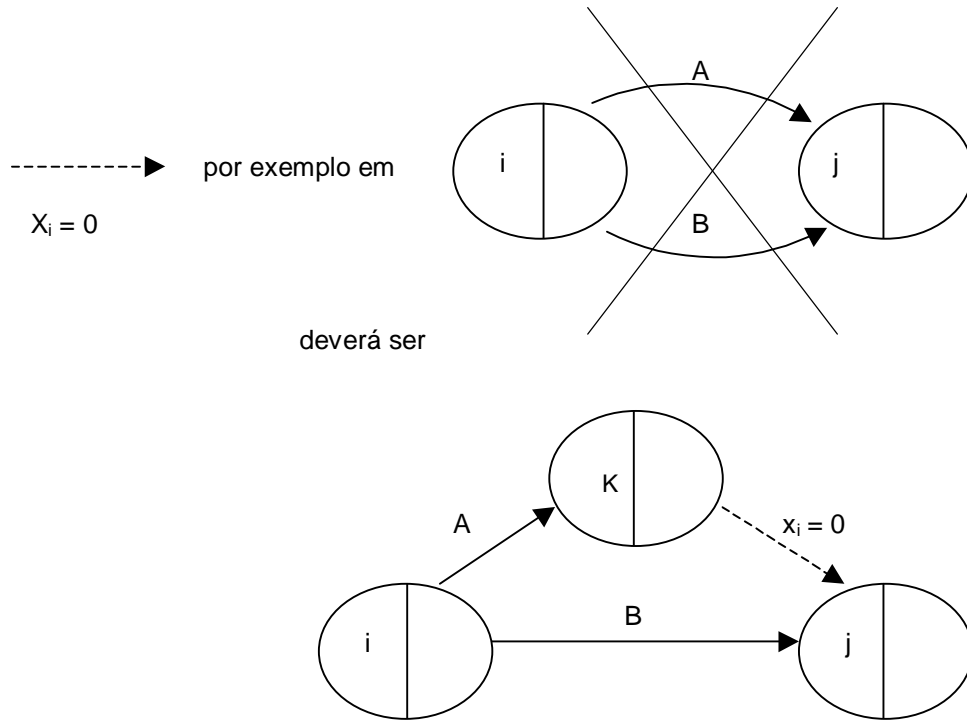 A
i
j
por exemplo em
Xi = 0
B
deverá ser
K
A
xi = 0
B
i
j